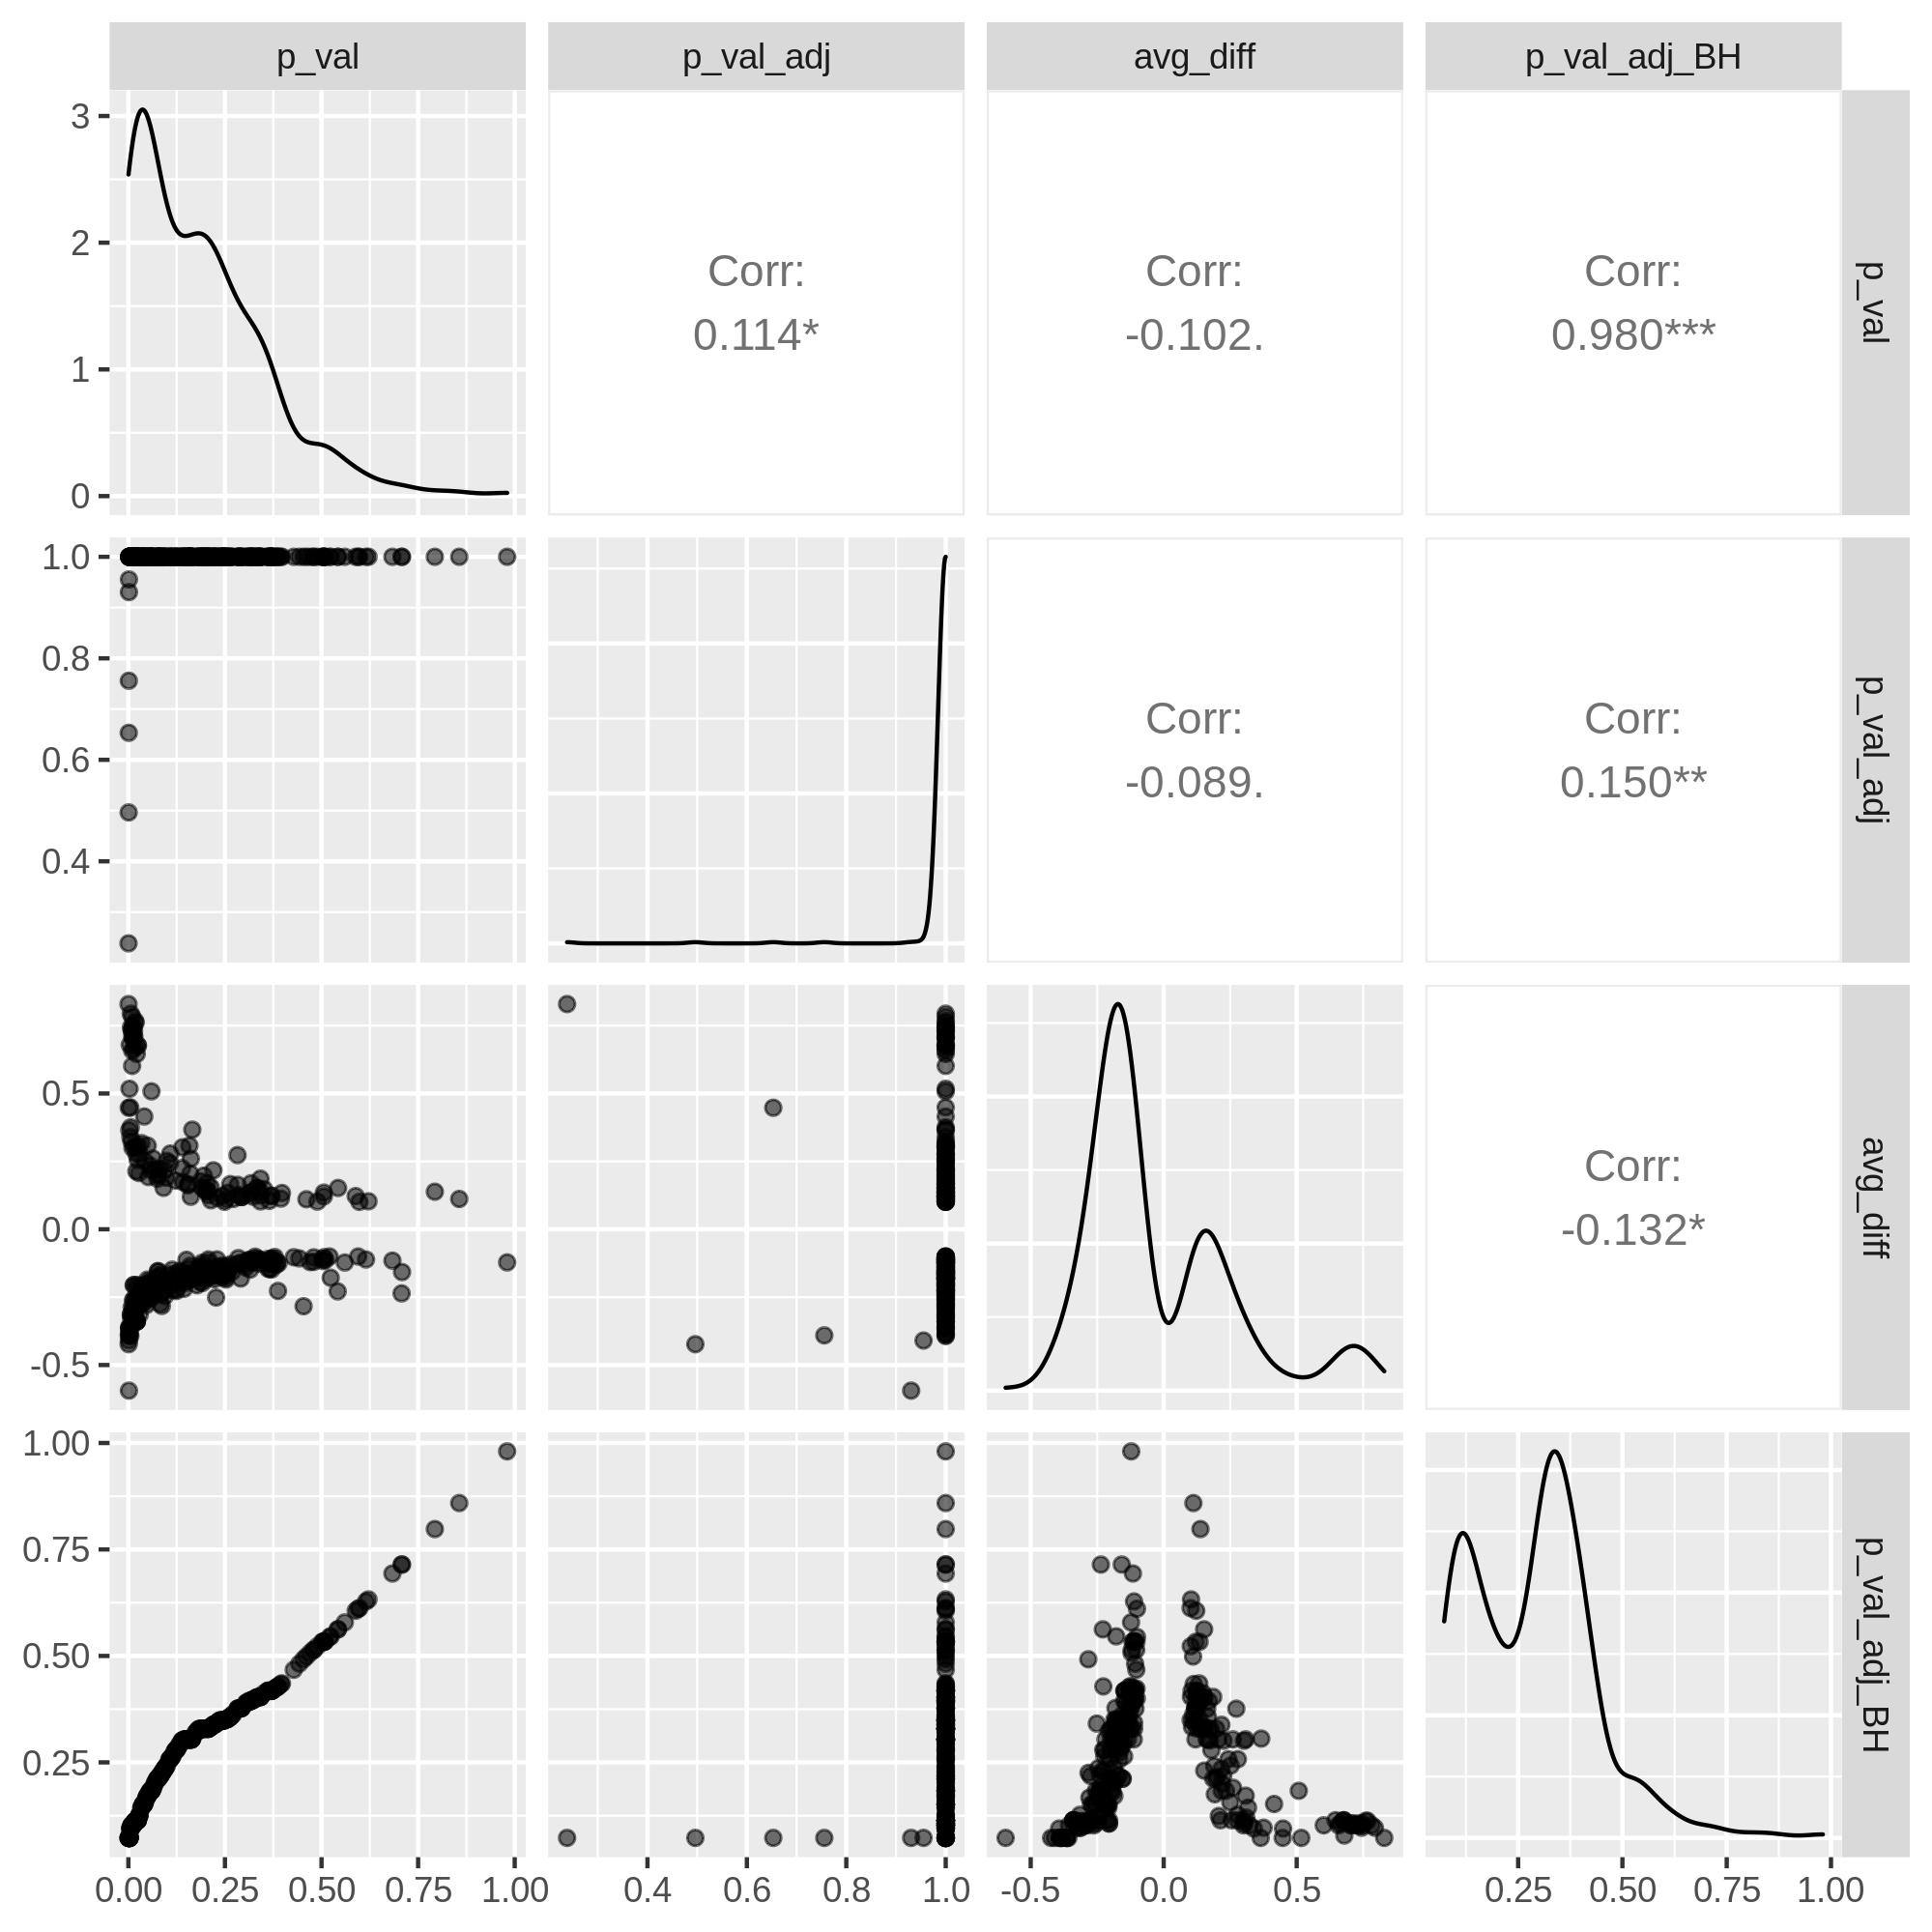 p_val
p_val_adj
avg_diff
p_val_adj_BH
3
2
1
0
Corr:
0.114*
Corr:
-0.102.
Corr:
0.980***
p_val
1.0
0.8
0.6
0.4
Corr:
-0.089.
Corr:
0.150**
p_val_adj
0.5
0.0
-0.5
Corr:
-0.132*
avg_diff
1.00
0.75
0.50
0.25
p_val_adj_BH
0.00 0.25 0.50 0.75 1.00
0.4 0.6 0.8 1.0
-0.5 0.0 0.5
0.25 0.50 0.75 1.00